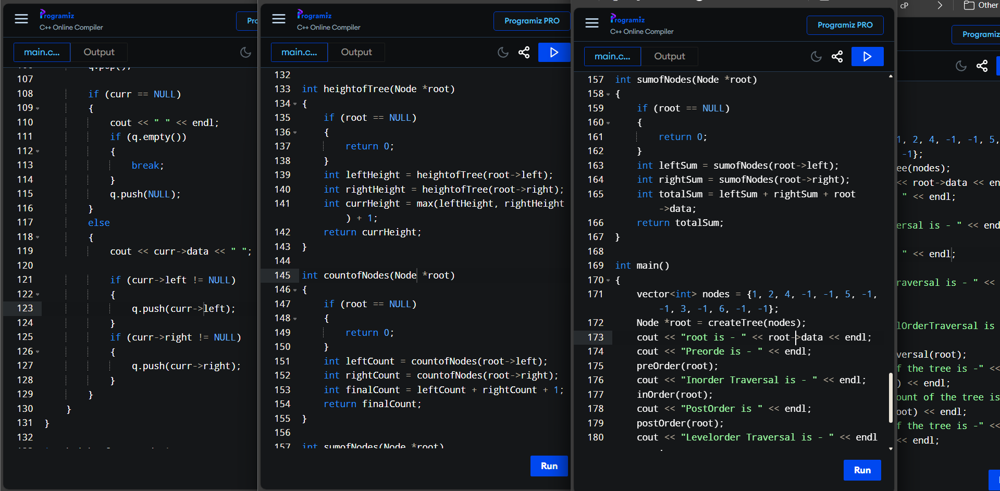 Programiz
C++ Online Compiler
Pro
main.c...
Output
107
108 if (curr == NULL)
109 {
110 cout << " " << endl;
111 if (q.empty())
112 {
113 break;
114 }
115 q.push(NULL);
116 }
117 else
118 {
119 cout << curr->data << " ";
120
121 if (curr->left != NULL)
122 {
123 q.push(curr->left);
124 }
125 if (curr->right != NULL)
126 {
127 q.push(curr->right);
128 }
129 }
130 }
131 }
132
Programiz
C++ Online Compiler
Programiz PRO
main.c...
Output
132
133 int heightofTree(Node *root)
134 {
135 if (root == NULL)
136 {
137 return 0;
138 }
139 int leftHeight = heightofTree(root->left);
140 int rightHeight = heightofTree(root->right);
141 int currHeight = max(leftHeight, rightHeight
) + 1;
142 return currHeight;
143 }
144
145 int countofNodes(Node *root)
146 {
147 if (root == NULL)
148 {
149 return 0;
150 }
151 int leftCount = countofNodes(root->left);
152 int rightCount = countofNodes(root->right);
153 int finalCount = leftCount + rightCount + 1;
154 return finalCount;
155 }
156
157 int sumofNodes(Node *root)
Run
Programiz
C++ Online Compiler
Programiz PRO
main.c...
Output
157 int sumofNodes(Node *root)
158 {
159 if (root == NULL)
160 {
161 return 0;
162 }
163 int leftSum = sumofNodes(root->left);
164 int rightSum = sumofNodes(root->right);
165 int totalSum = leftSum + rightSum + root
->data;
166 return totalSum;
167 }
168
169 int main()
170 {
171 vector<int> nodes = {1, 2, 4, -1, -1, 5, -1,
-1, 3, -1, 6, -1, -1};
172 Node *root = createTree(nodes);
173 cout << "root is - " << root->data << endl;
174 cout << "Preorde is - " << endl;
175 preOrder(root);
176 cout << "Inorder Traversal is - " << endl;
177 inOrder(root);
178 cout << "PostOrder is " << endl;
179 postOrder(root);
180 cout << "Levelorder Traversal is - " << endl
Run
cP
Other
Programiz
1, 2, 4, -1, -1, 5,
-1};
ee(nodes);
<< root->data << en
" << endl;
ersal is - " << end
" << endl;
raversal is - " <<
lOrderTraversal is
versal(root);
f the tree is -" <<
) << endl;
ount of the tree is
oot) << endl;
f the tree is -" <<
<< endl;